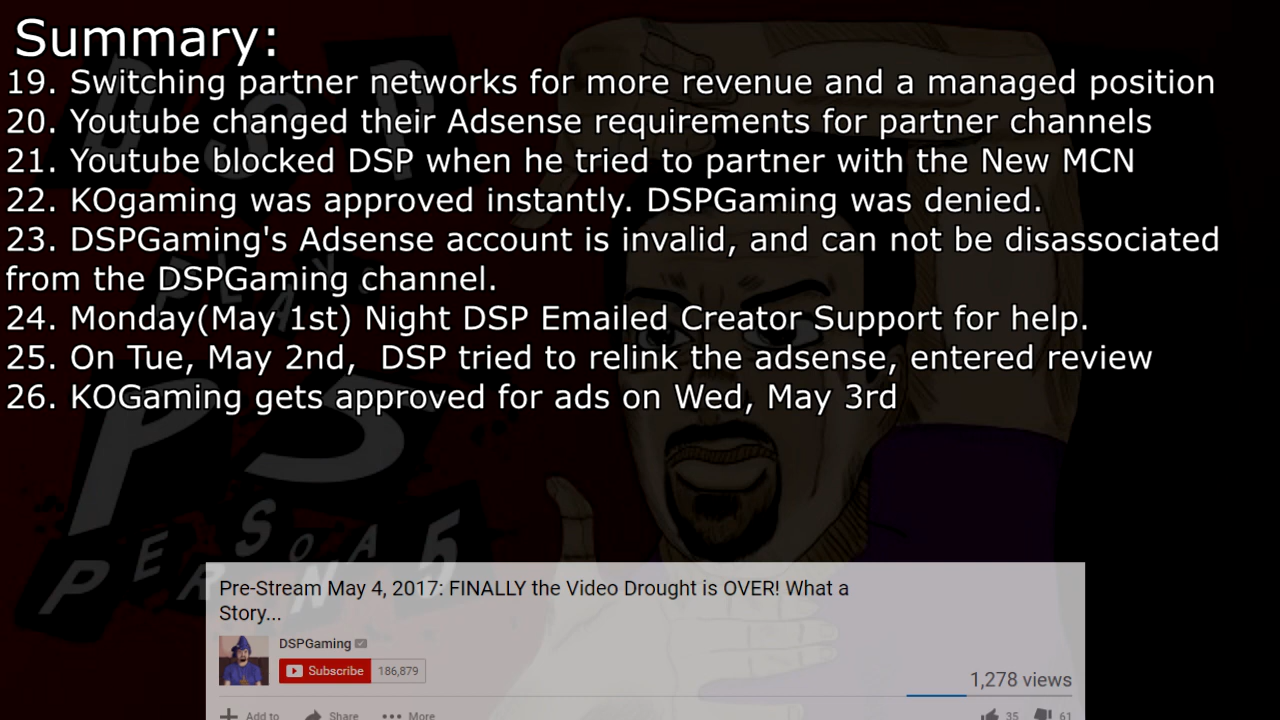 Summary:
19. Switching partner networks for more revenue and a managed position
20. Youtube changed their Adsense requirements for partner channels
21. Youtube blocked DSP when he tried to partner with the New MCN
22. KOgaming was approved instantly. DSPGaming was denied.
23. DSPGaming's Adsense account is invalid, and can not be disassociated
from the DSPGaming channel.
24. Monday(May 1st) Night DSP Emailed Creator Support for help.
25. On Tue, May 2nd,  DSP tried to relink the adsense, entered review
26. KOGaming gets approved for ads on Wed, May 3rd
DSP
PLAYS
P5
PERSONA 5
Pre-Stream May 4, 2017: FINALLY the Video Drought is OVER! What a
Story...
DSPGaming
Subscribe 186,879
1,278 views
Add to Share More 35 61